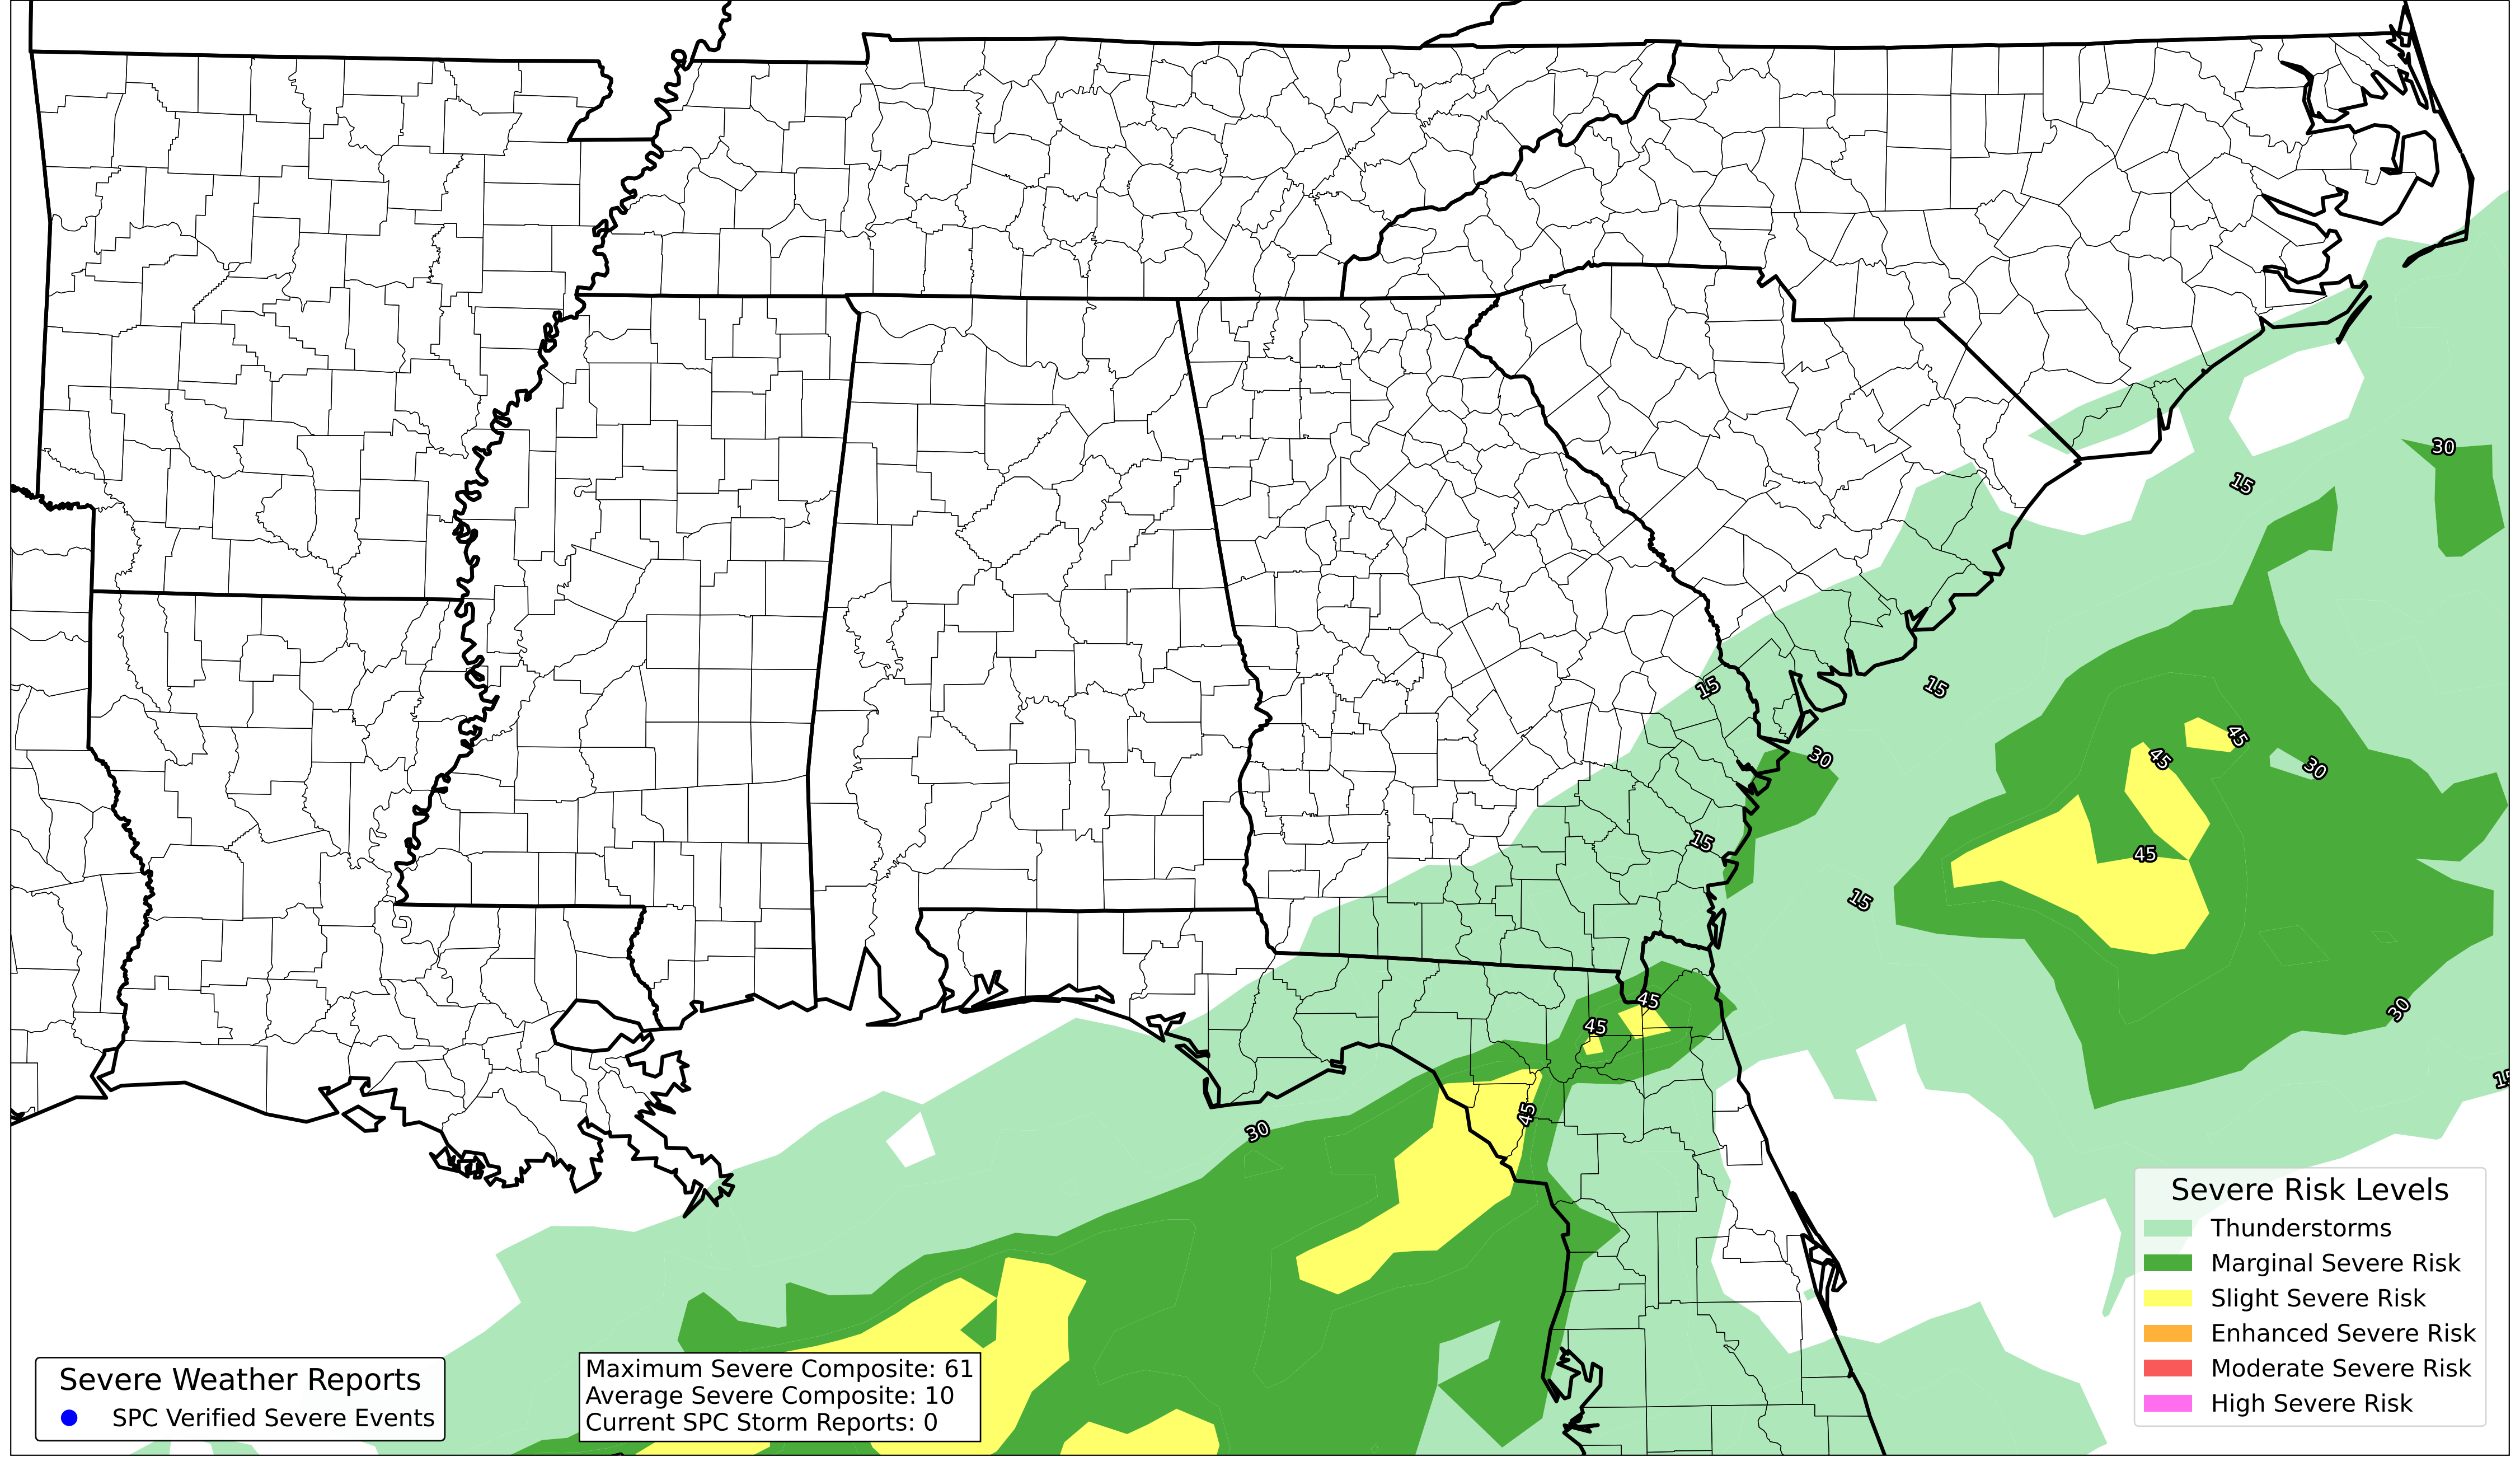 30
15
15
15
30
45
45
30
45
15
15
45
45
30
45
30
15
Severe Risk Levels
Thunderstorms
Marginal Severe Risk
Slight Severe Risk
Enhanced Severe Risk
Moderate Severe Risk
High Severe Risk
Severe Weather Reports
SPC Verified Severe Events
Maximum Severe Composite: 61
Average Severe Composite: 10
Current SPC Storm Reports: 0